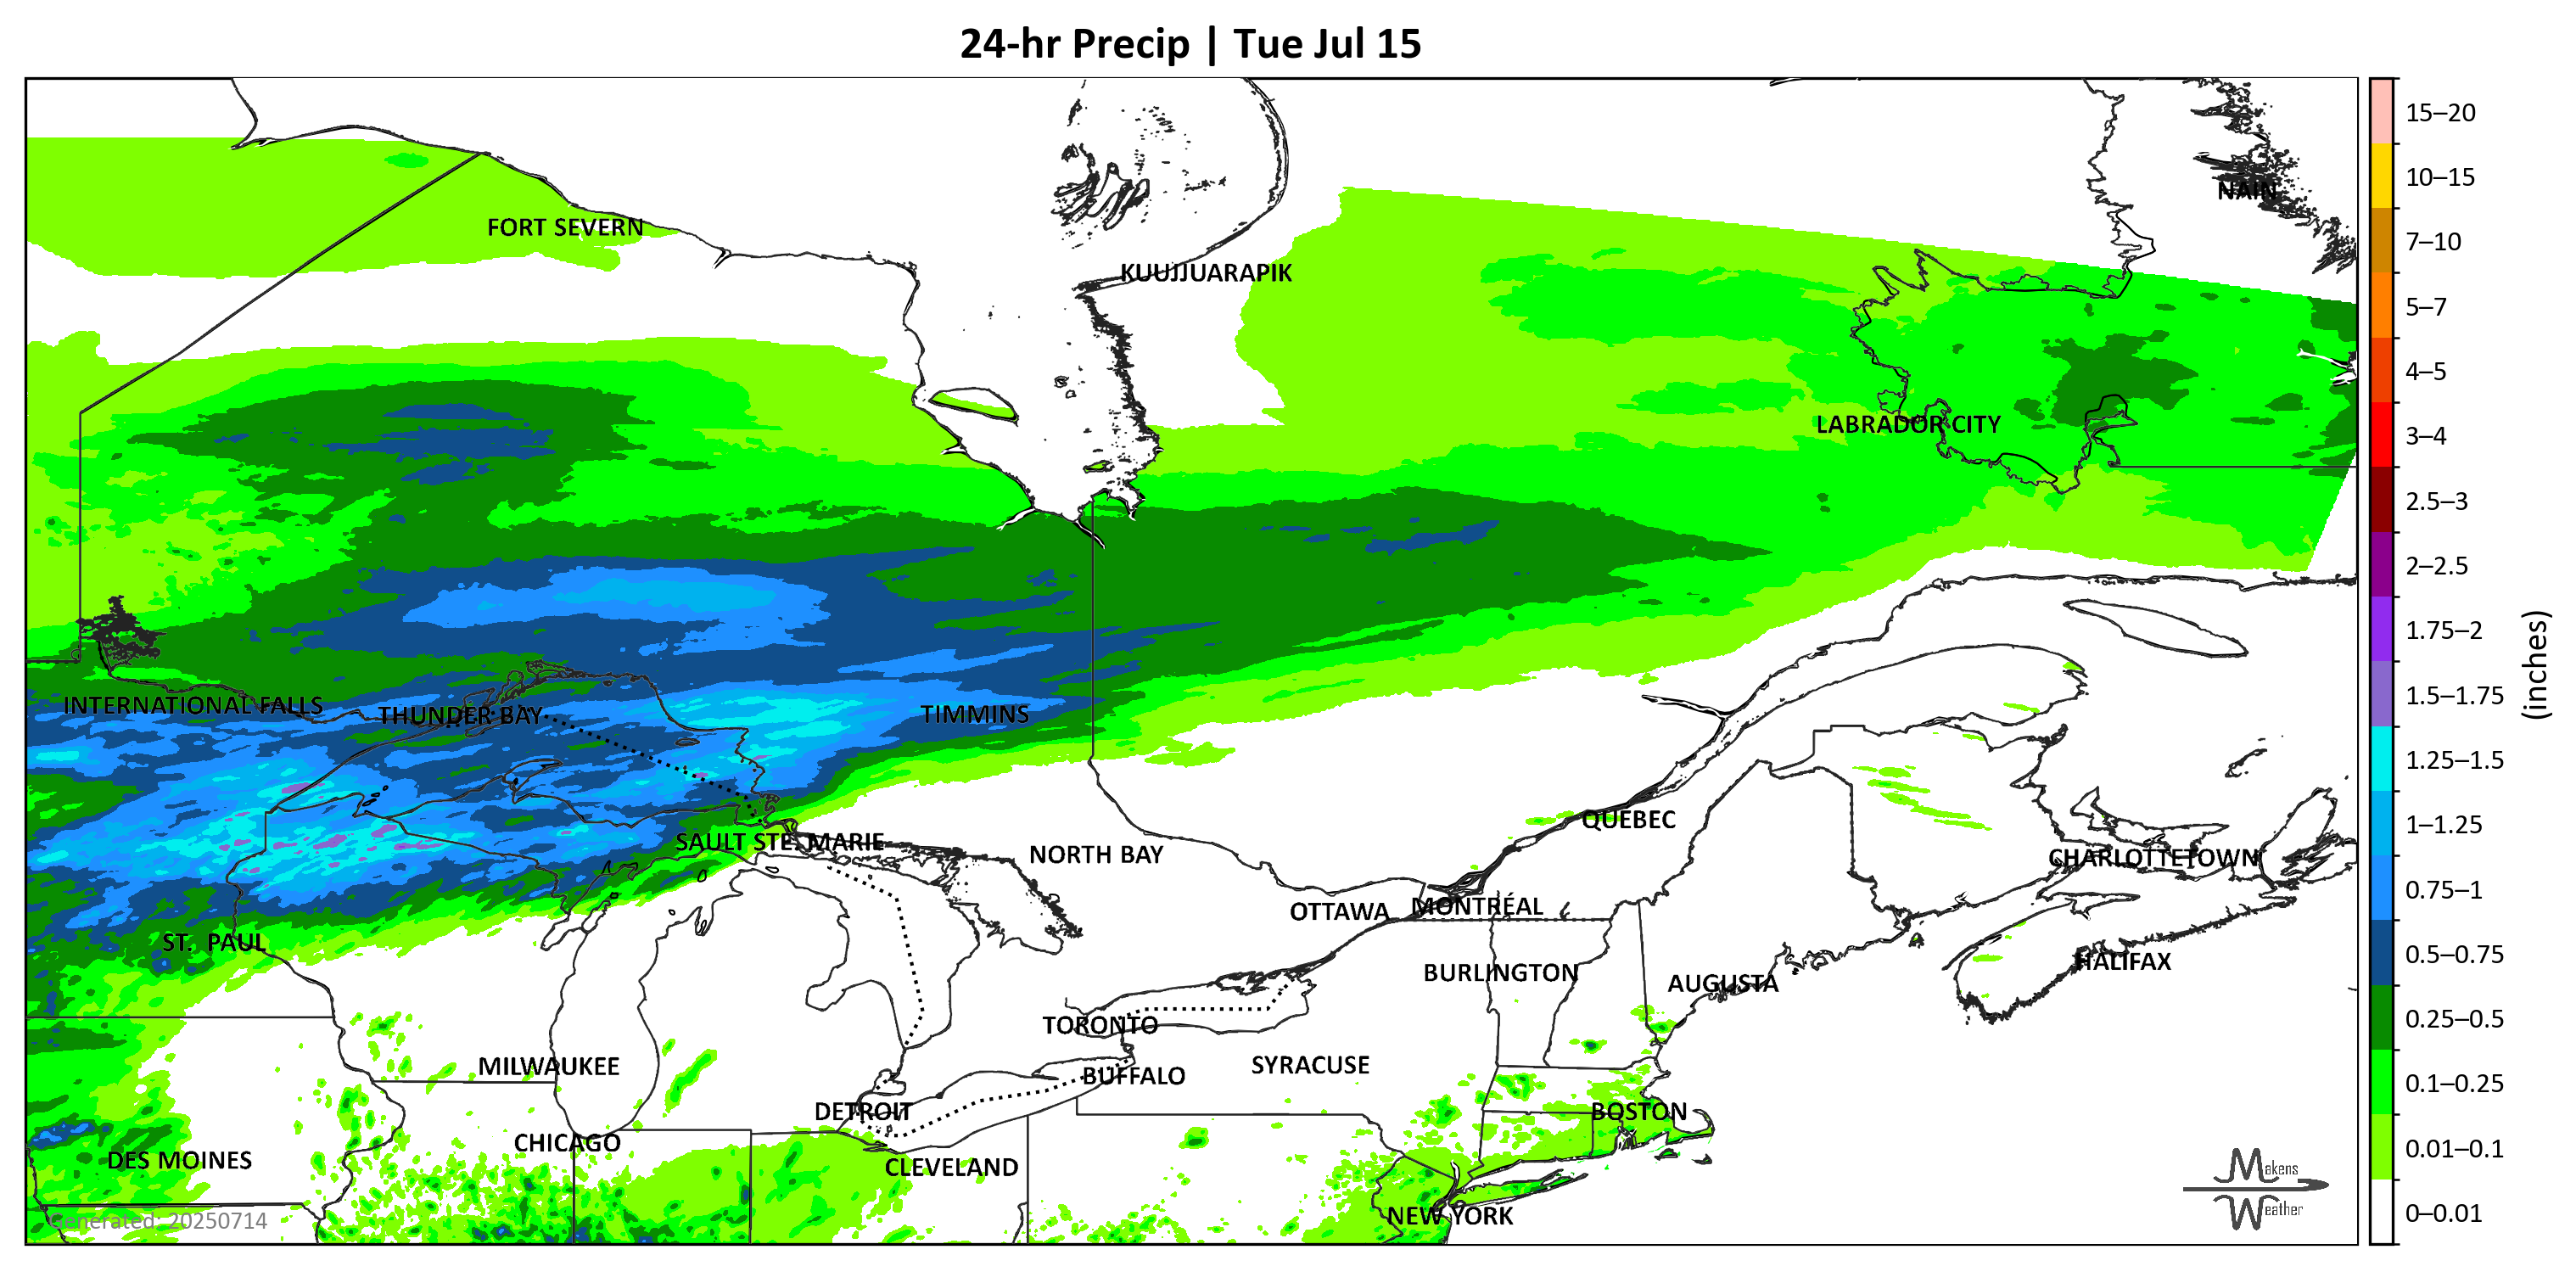 24-hr Precip | Tue Jul 15
NAIN
FORT SEVERN
KUUJJUARAPIK
LABRADOR CITY
INTERNATIONAL FALLS
THUNDER BAY
TIMMINS
SAULT STE. MARIE
NORTH BAY
QUEBEC
CHARLOTTETOWN
OTTAWA
MONTRÉAL
ST. PAUL
HALIFAX
BURLINGTON
AUGUSTA
TORONTO
MILWAUKEE
SYRACUSE
BUFFALO
DETROIT
BOSTON
CHICAGO
DES MOINES
CLEVELAND
NEW YORK
Generated: 20250714
Makens
Weather
15–20
10–15
7–10
5–7
4–5
3–4
2.5–3
2–2.5
1.75–2
1.5–1.75
1.25–1.5
1–1.25
0.75–1
0.5–0.75
0.25–0.5
0.1–0.25
0.01–0.1
0–0.01
(inches)